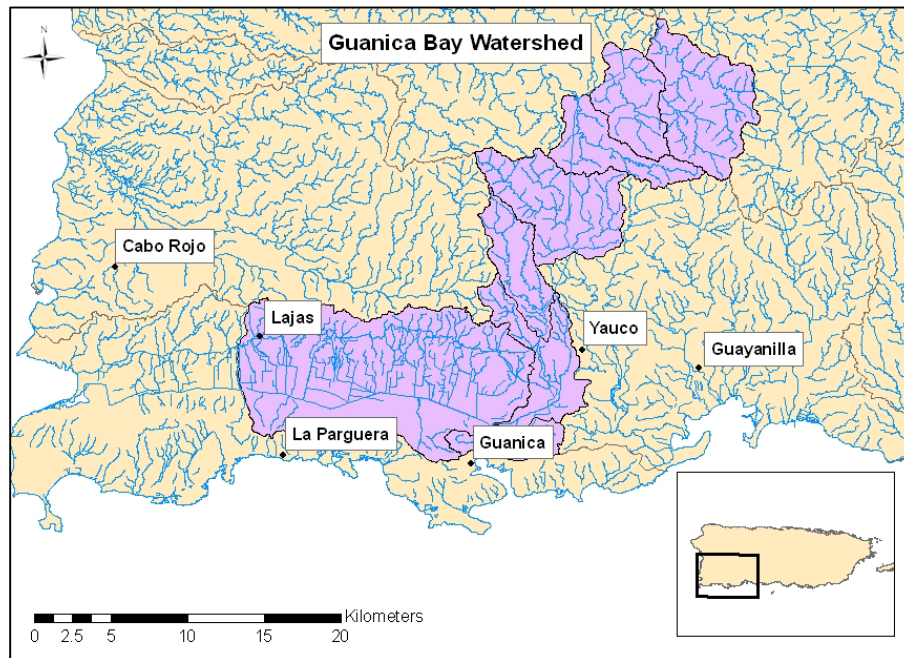 Guanica Bay Watershed
N
Cabo Rojo
Lajas
Yauco
Guayanilla
La Parguera
Guanica
Kilometers
0 2.5 5 10 15 20